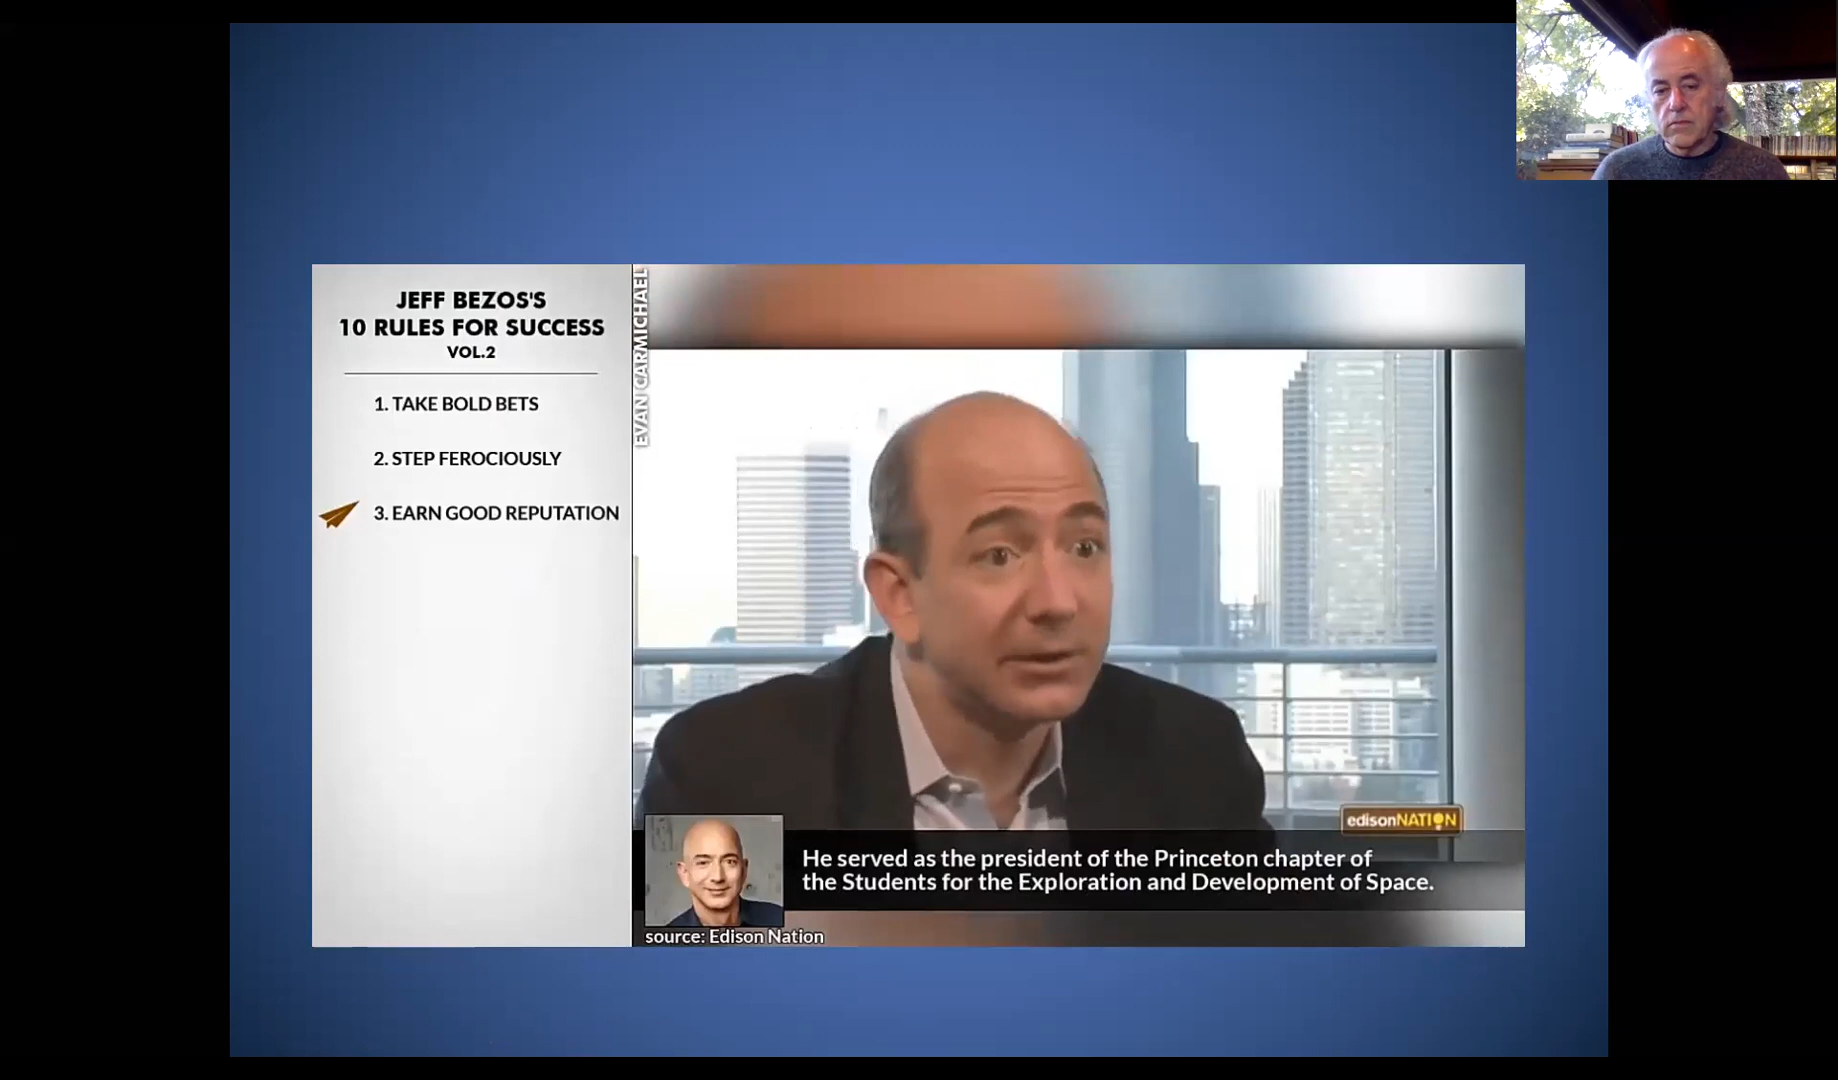 JEFF BEZOS'S
10 RULES FOR SUCCESS
VOL.2
1. TAKE BOLD BETS
2. STEP FEROCIOUSLY
3. EARN GOOD REPUTATION
EVAN CARMICHAEL
edisonNATION
He served as the president of the Princeton chapter of
the Students for the Exploration and Development of Space.
source: Edison Nation